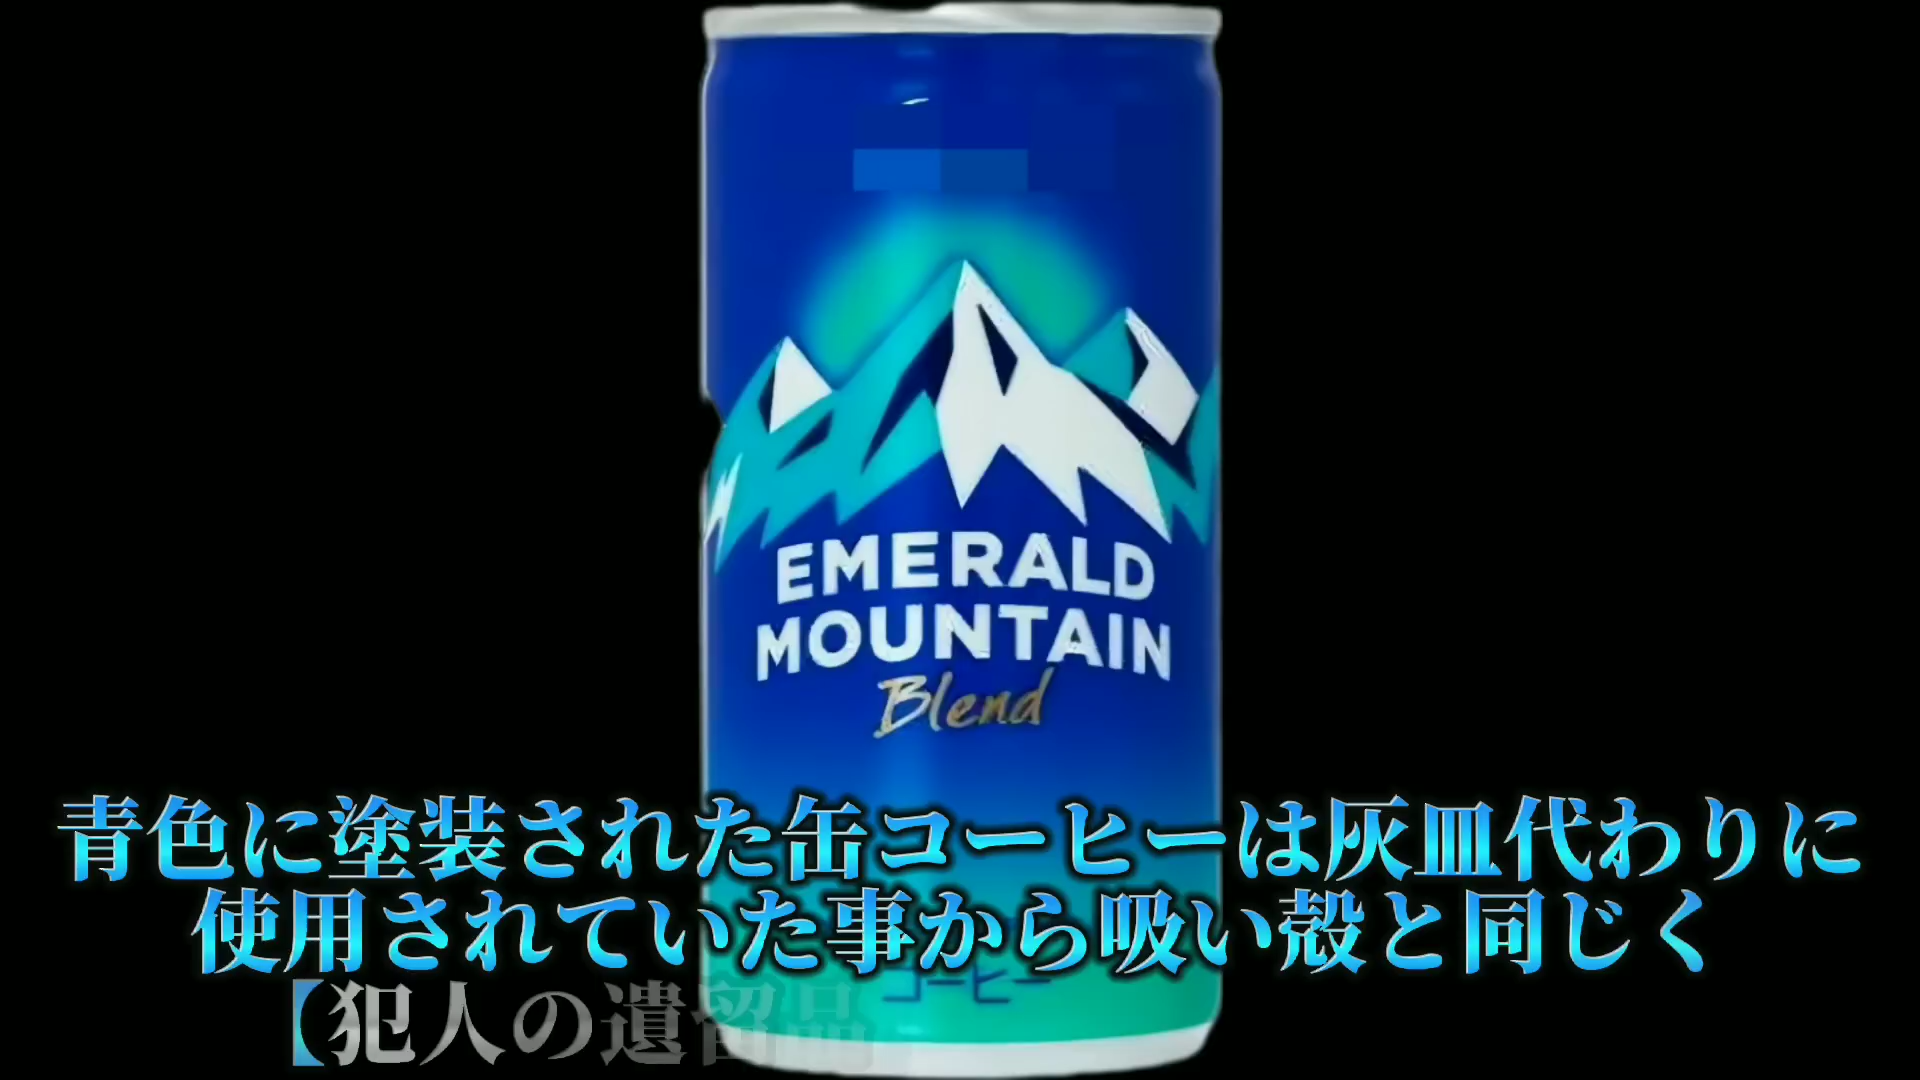 EMERALD
MOUNTAIN
Blend
青色に塗装された缶コーヒーは灰皿代わりに
使用されていた事から吸い殻と同じく
コーヒー
【犯人の遺留品